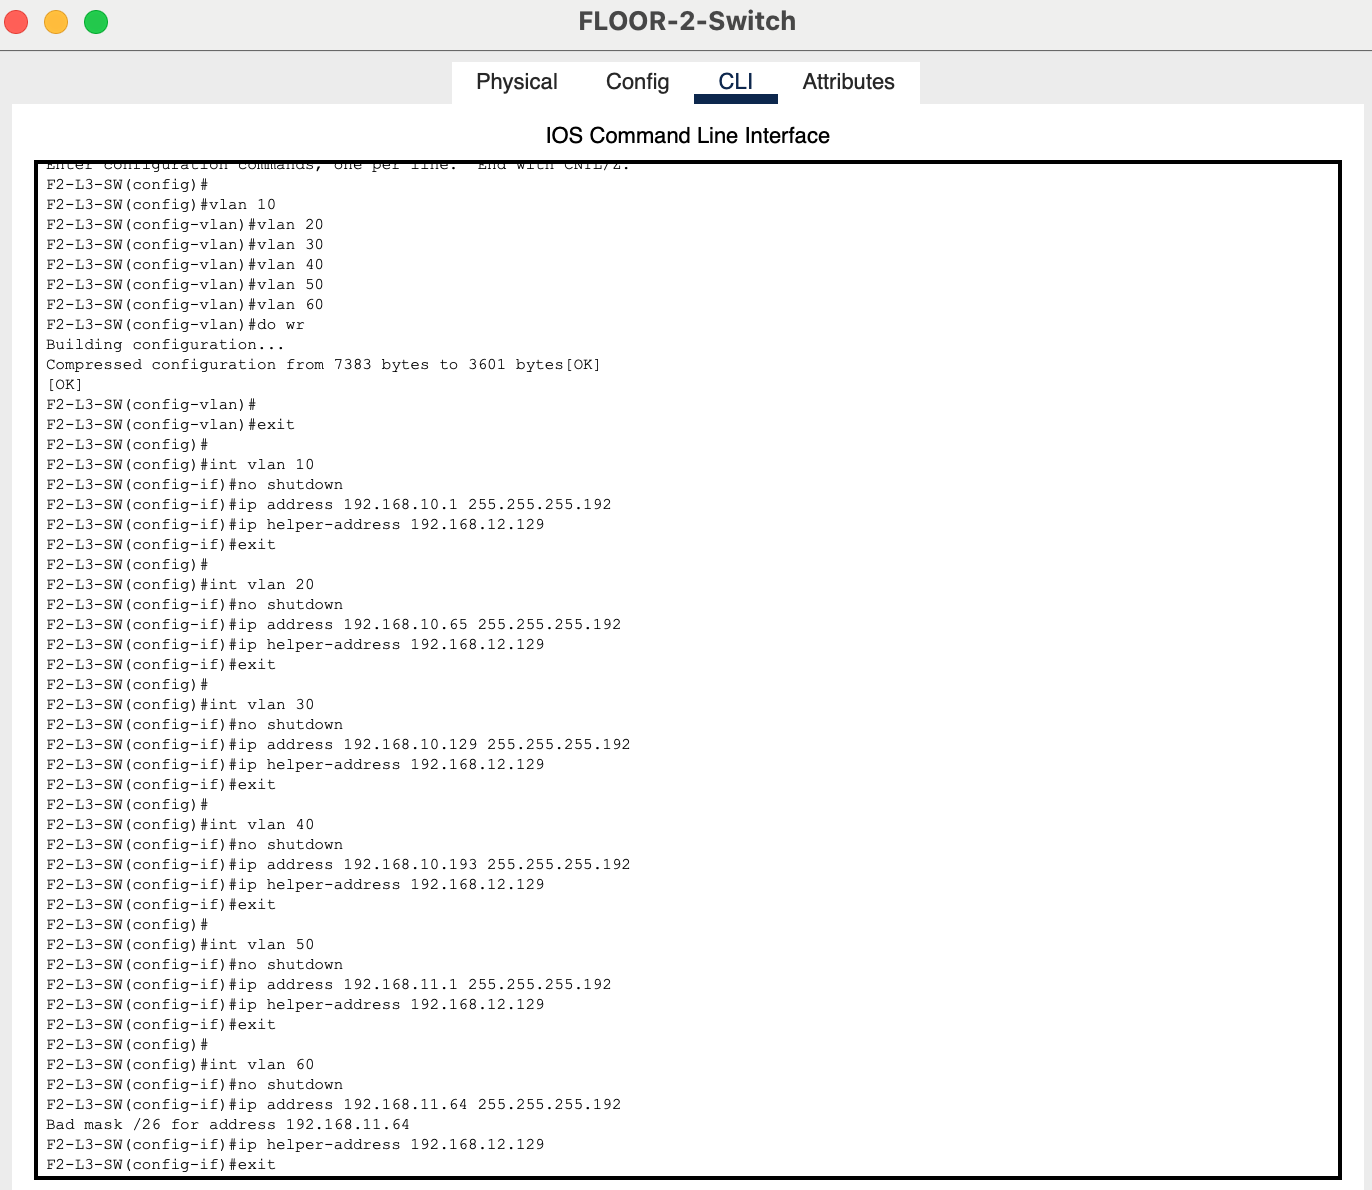 FLOOR-2-Switch
Physical Config CLI Attributes
IOS Command Line Interface
Enter configuration commands, one per line. End with CNTL/Z.
F2-L3-SW(config)#
F2-L3-SW(config)#vlan 10
F2-L3-SW(config-vlan)#vlan 20
F2-L3-SW(config-vlan)#vlan 30
F2-L3-SW(config-vlan)#vlan 40
F2-L3-SW(config-vlan)#vlan 50
F2-L3-SW(config-vlan)#vlan 60
F2-L3-SW(config-vlan)#do wr
Building configuration...
Compressed configuration from 7383 bytes to 3601 bytes[OK]
[OK]
F2-L3-SW(config-vlan)#
F2-L3-SW(config-vlan)#exit
F2-L3-SW(config)#
F2-L3-SW(config)#int vlan 10
F2-L3-SW(config-if)#no shutdown
F2-L3-SW(config-if)#ip address 192.168.10.1 255.255.255.192
F2-L3-SW(config-if)#ip helper-address 192.168.12.129
F2-L3-SW(config-if)#exit
F2-L3-SW(config)#
F2-L3-SW(config)#int vlan 20
F2-L3-SW(config-if)#no shutdown
F2-L3-SW(config-if)#ip address 192.168.10.65 255.255.255.192
F2-L3-SW(config-if)#ip helper-address 192.168.12.129
F2-L3-SW(config-if)#exit
F2-L3-SW(config)#
F2-L3-SW(config)#int vlan 30
F2-L3-SW(config-if)#no shutdown
F2-L3-SW(config-if)#ip address 192.168.10.129 255.255.255.192
F2-L3-SW(config-if)#ip helper-address 192.168.12.129
F2-L3-SW(config-if)#exit
F2-L3-SW(config)#
F2-L3-SW(config)#int vlan 40
F2-L3-SW(config-if)#no shutdown
F2-L3-SW(config-if)#ip address 192.168.10.193 255.255.255.192
F2-L3-SW(config-if)#ip helper-address 192.168.12.129
F2-L3-SW(config-if)#exit
F2-L3-SW(config)#
F2-L3-SW(config)#int vlan 50
F2-L3-SW(config-if)#no shutdown
F2-L3-SW(config-if)#ip address 192.168.11.1 255.255.255.192
F2-L3-SW(config-if)#ip helper-address 192.168.12.129
F2-L3-SW(config-if)#exit
F2-L3-SW(config)#
F2-L3-SW(config)#int vlan 60
F2-L3-SW(config-if)#no shutdown
F2-L3-SW(config-if)#ip address 192.168.11.64 255.255.255.192
Bad mask /26 for address 192.168.11.64
F2-L3-SW(config-if)#ip helper-address 192.168.12.129
F2-L3-SW(config-if)#exit